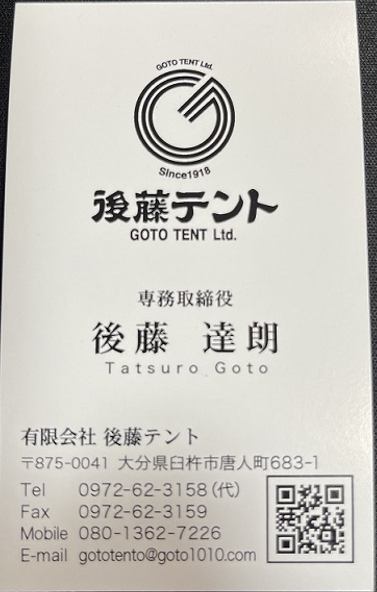 GOTO TENT Ltd.
Since1918
後藤テント
GOTO TENT Ltd.
専務取締役
後藤 達朗
Tatsuro Goto
有限会社 後藤テント
〒875-0041 大分県臼杵市唐人町683-1
Tel 0972-62-3158(代)
Fax 0972-62-3159
Mobile 080-1362-7226
E-mail gototento@goto1010.com